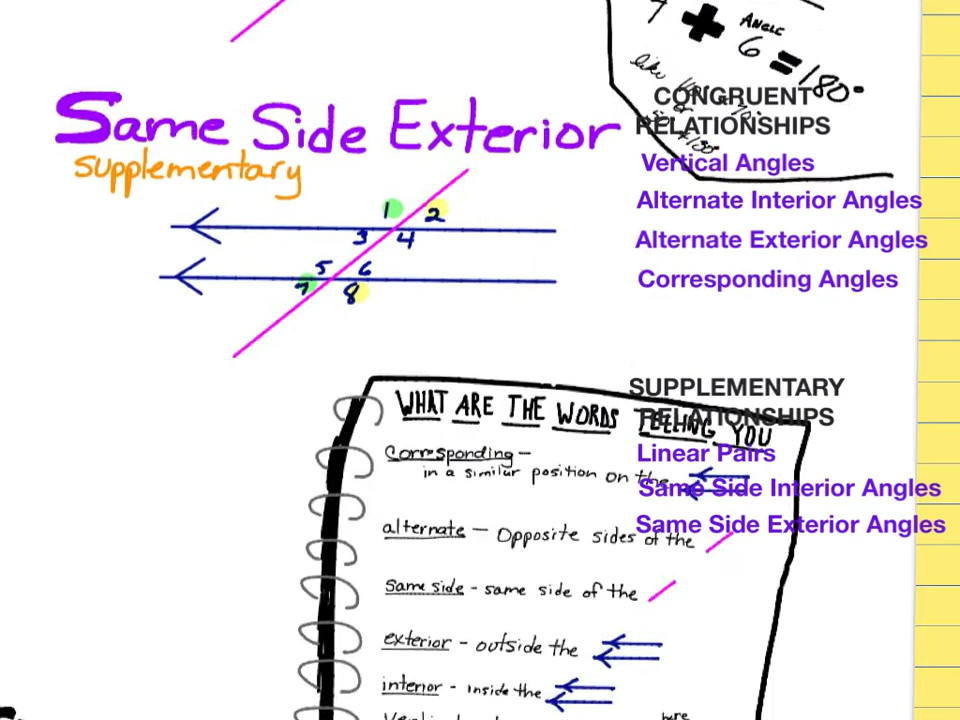 Angle
6 = 180°
like
CONGRUENT
RELATIONSHIPS
Vertical Angles
Alternate Interior Angles
Alternate Exterior Angles
Corresponding Angles
Same Side Exterior
supplementary
1 2
3 4
5 6
7 8
SUPPLEMENTARY
RELATIONSHIPS
Linear Pairs
Same Side Interior Angles
Same Side Exterior Angles
WHAT ARE THE WORDS TELLING YOU
Corresponding –
in a similar position on the
alternate – Opposite sides of the
Same side - same side of the
exterior - outside the
interior - inside the
here